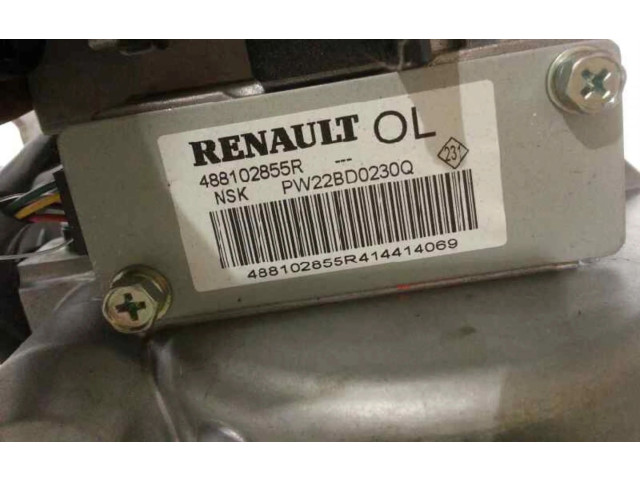 RENAULT OL
488102855R --- 231
NSK PW22BD0230Q
488102855R414414069